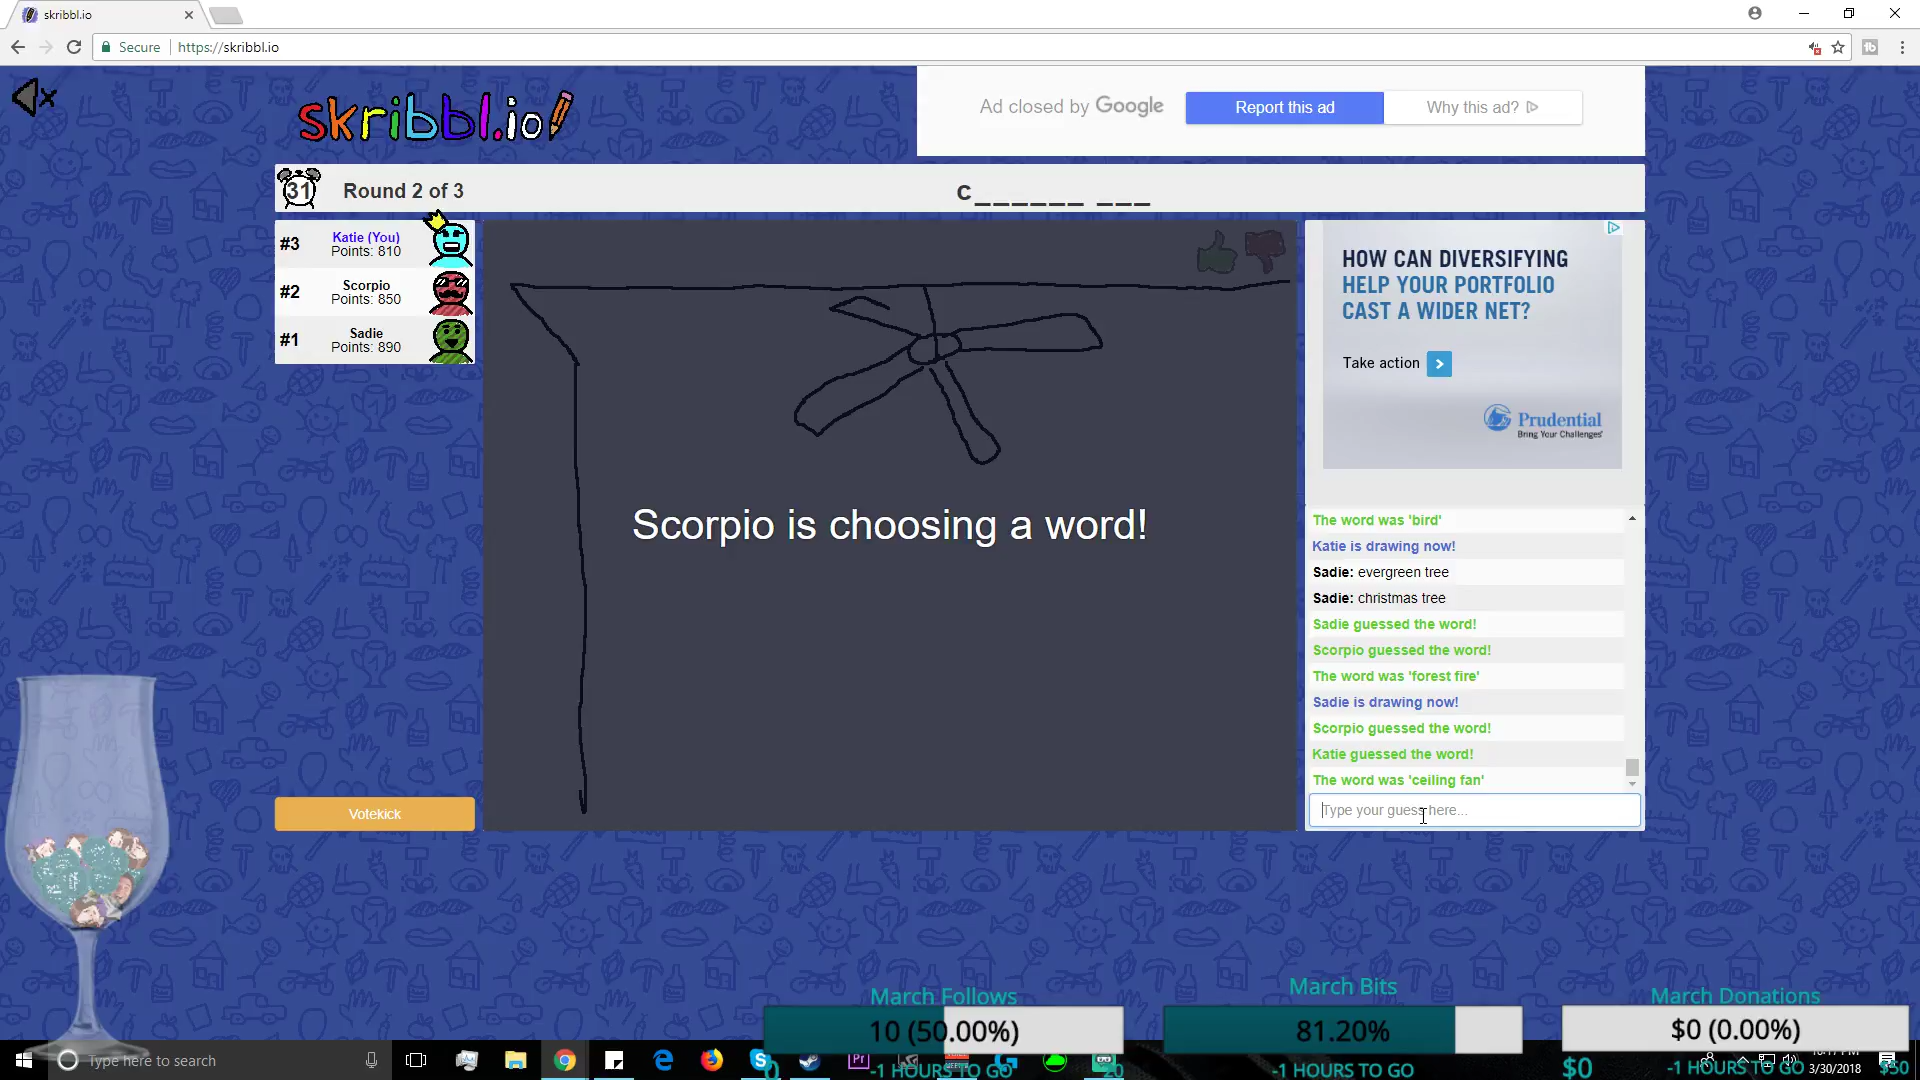 skribbl.io
Secure
https://skribbl.io
skribbl.io
Ad closed by Google
Report this ad
Why this ad?
31
Round 2 of 3
c______ ___
#3
Katie (You)
Points: 810
#2
Scorpio
Points: 850
#1
Sadie
Points: 890
Scorpio is choosing a word!
Votekick
HOW CAN DIVERSIFYING
HELP YOUR PORTFOLIO
CAST A WIDER NET?
Take action
Prudential
Bring Your Challenges
The word was 'bird'
Katie is drawing now!
Sadie: evergreen tree
Sadie: christmas tree
Sadie guessed the word!
Scorpio guessed the word!
The word was 'forest fire'
Sadie is drawing now!
Scorpio guessed the word!
Katie guessed the word!
The word was 'ceiling fan'
Type your guess here...
March Follows
10 (50.00%)
-1 HOURS TO GO
20
March Bits
81.20%
-1 HOURS TO GO
March Donations
$0 (0.00%)
$0
-1 HOURS TO GO
$50
Type here to search
Pr
3/30/2018